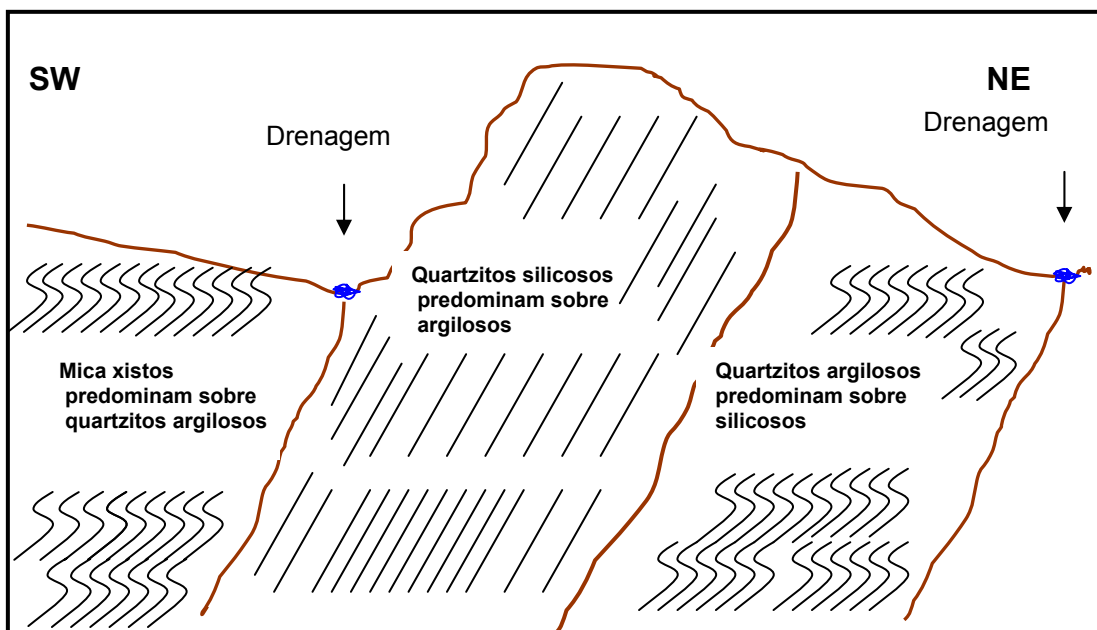 SW
NE
Drenagem
Drenagem
Quartzitos silicosos
predominam sobre
argilosos
Mica xistos
predominam sobre
quartzitos argilosos
Quartzitos argilosos
predominam sobre
silicosos